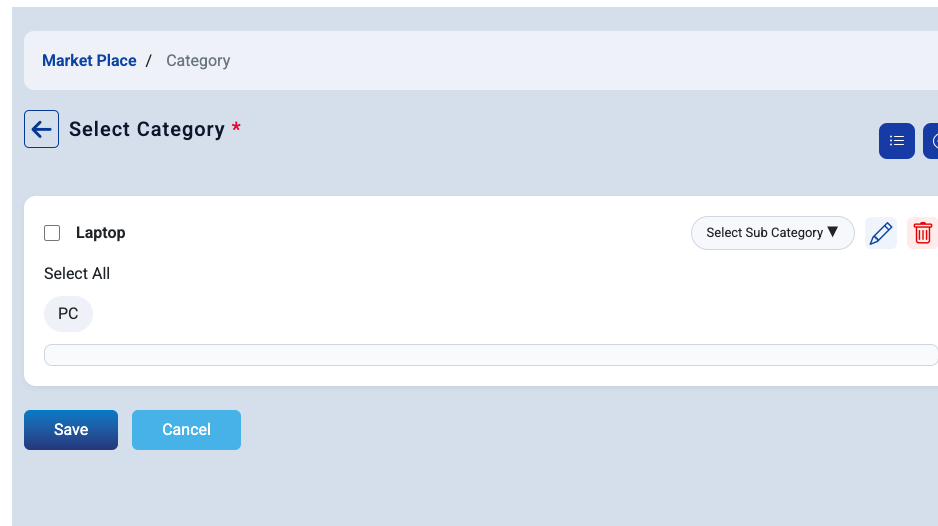 Market Place / Category
Select Category *
Laptop
Select Sub Category ▼
Select All
PC
Save
Cancel